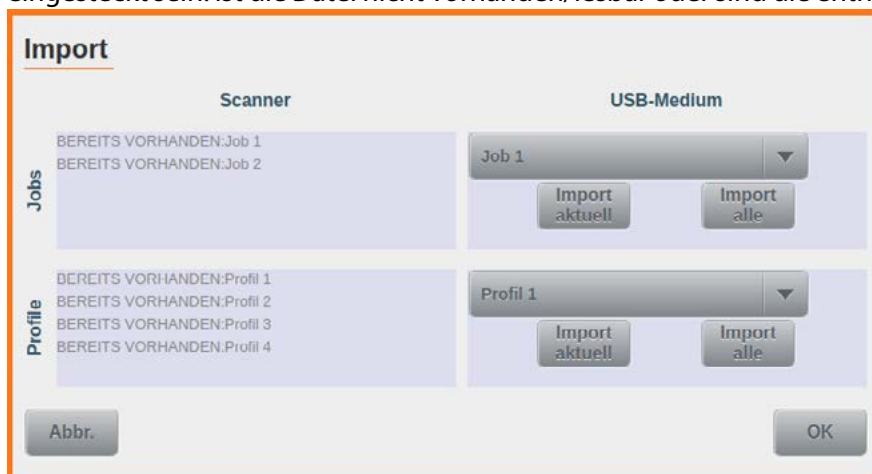 Import
Scanner USB-Medium
Jobs
BEREITS VORHANDEN:Job 1
BEREITS VORHANDEN:Job 2
Job 1
Import
aktuell
Import
alle
Profile
BEREITS VORHANDEN:Profil 1
BEREITS VORHANDEN:Profil 2
BEREITS VORHANDEN:Profil 3
BEREITS VORHANDEN:Profil 4
Profil 1
Import
aktuell
Import
alle
Abbr. OK